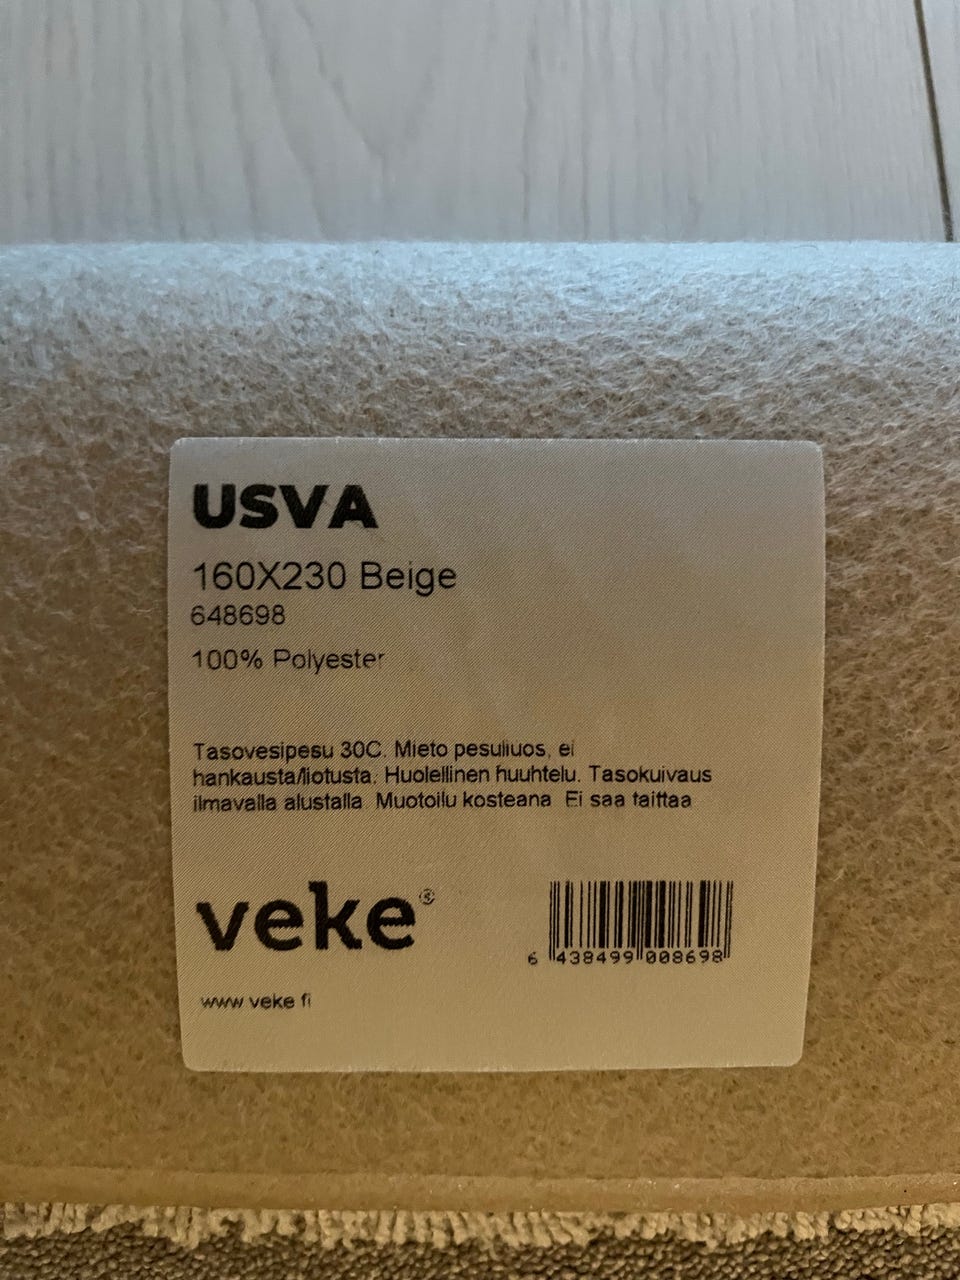 USVA
160X230 Beige
648698
100% Polyester
Tasovesipesu 30C. Mieto pesuliuos, ei
hankausta/liotusta. Huolellinen huuhtelu. Tasokuivaus
ilmavalla alustalla. Muotoilu kosteana. Ei saa taittaa
veke®
6 438499 008698
www.veke.fi